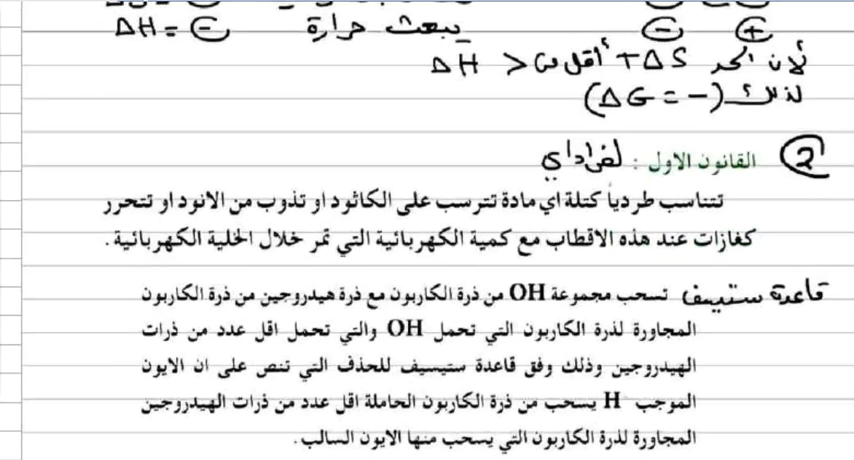 ΔH = ⊖ يبعث حرارة ⊖ ⊕
لأن الحد TΔS أقل من < ΔH
لذلك (ΔG = -)
② القانون الاول : لفراداي
تتناسب طردياً كتلة اي مادة تترسب على الكاثود او تذوب من الانود او تتحرر
كغازات عند هذه الاقطاب مع كمية الكهربائية التي تمر خلال الخلية الكهربائية .
قاعدة ستيسف تسحب مجموعة OH من ذرة الكاربون مع ذرة هيدروجين من ذرة الكاربون
المجاورة لذرة الكاربون التي تحمل OH والتي تحمل اقل عدد من ذرات
الهيدروجين وذلك وفق قاعدة ستيسيف للحذف التي تنص على ان الايون
الموجب H يسحب من ذرة الكاربون الحاملة اقل عدد من ذرات الهيدروجين
المجاورة لذرة الكاربون التي يسحب منها الايون السالب .